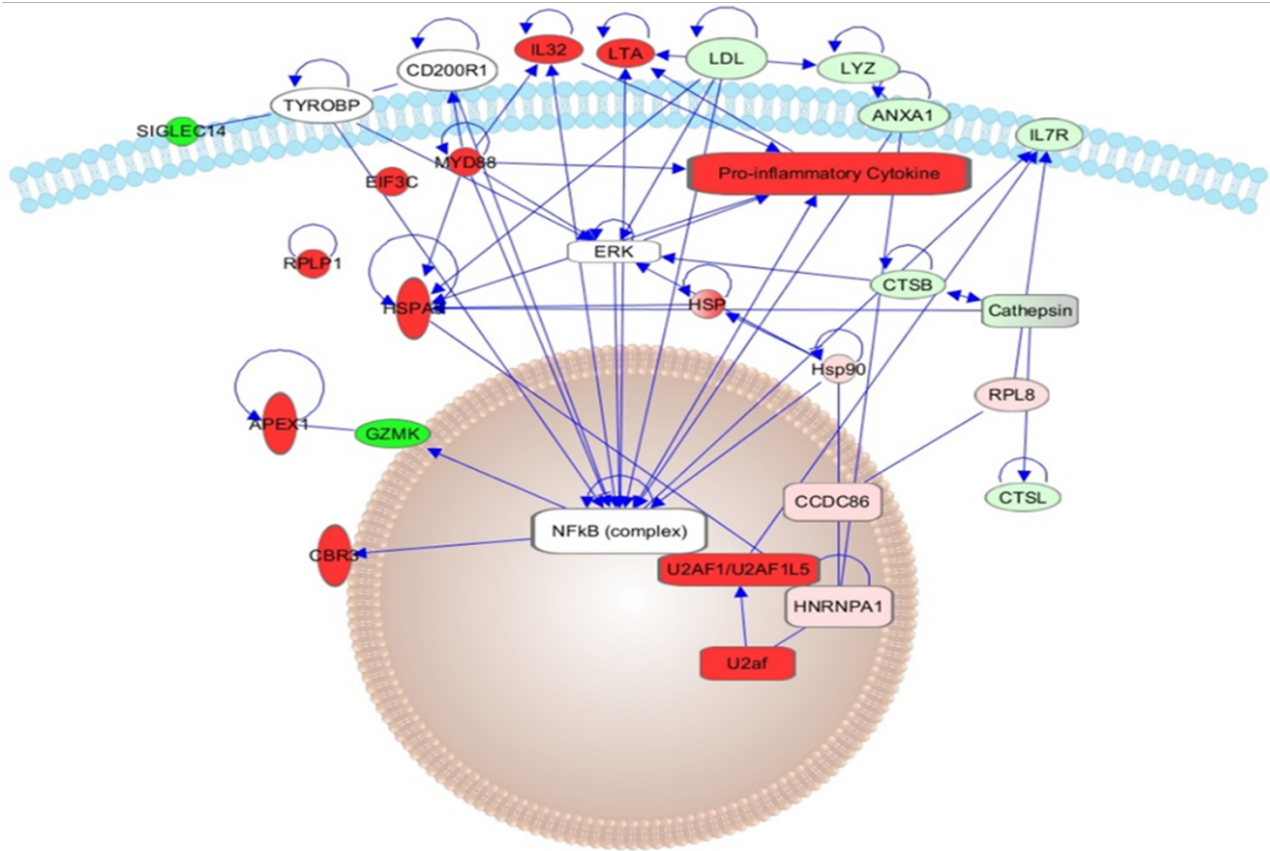 IL32
LTA
LDL
LYZ
CD200R1
TYROBP
ANXA1
SIGLEC14
IL7R
MYD88
EIF3C
Pro-inflammatory Cytokine
ERK
RPLP1
CTSB
HSP
Cathepsin
Hsp90
RPL8
APEX1
GZMK
CTSL
CCDC86
NFkB (complex)
CBR3
U2AF1/U2AF1L5
HNRNPA1
U2af